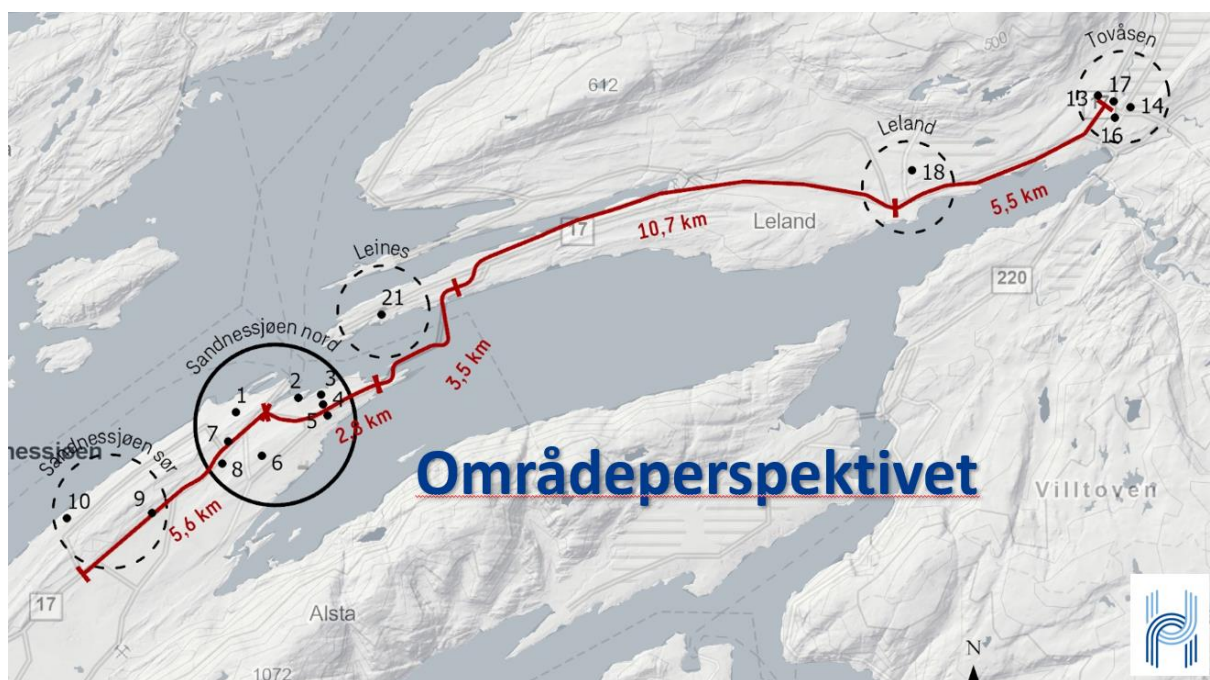 Tovåsen
500
612
13
17
14
16
Leland
18
5,5 km
17
10,7 km
Leland
220
Leines
21
3,5 km
Sandnessjøen nord
1
2
3
4
5
2,8 km
7
8
6
nessjøen
Sandnessjøen sør
10
9
5,6 km
Områdeperspektivet
Villtoven
17
Alsta
1072
N